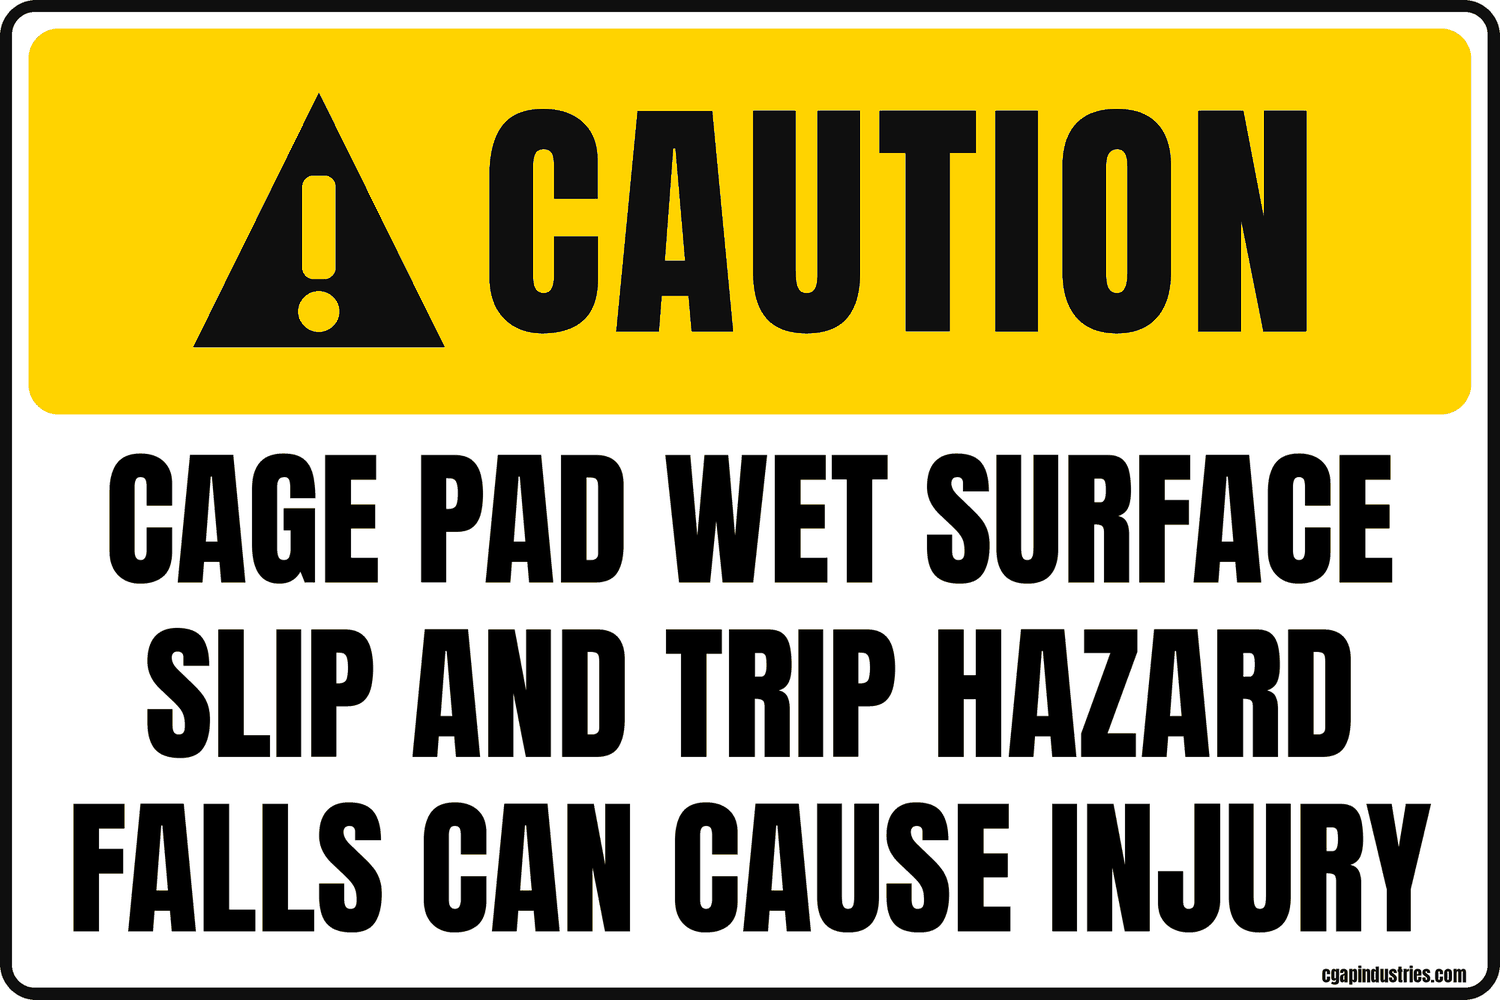 CAUTION
CAGE PAD WET SURFACE
SLIP AND TRIP HAZARD
FALLS CAN CAUSE INJURY
cgapindustries.com